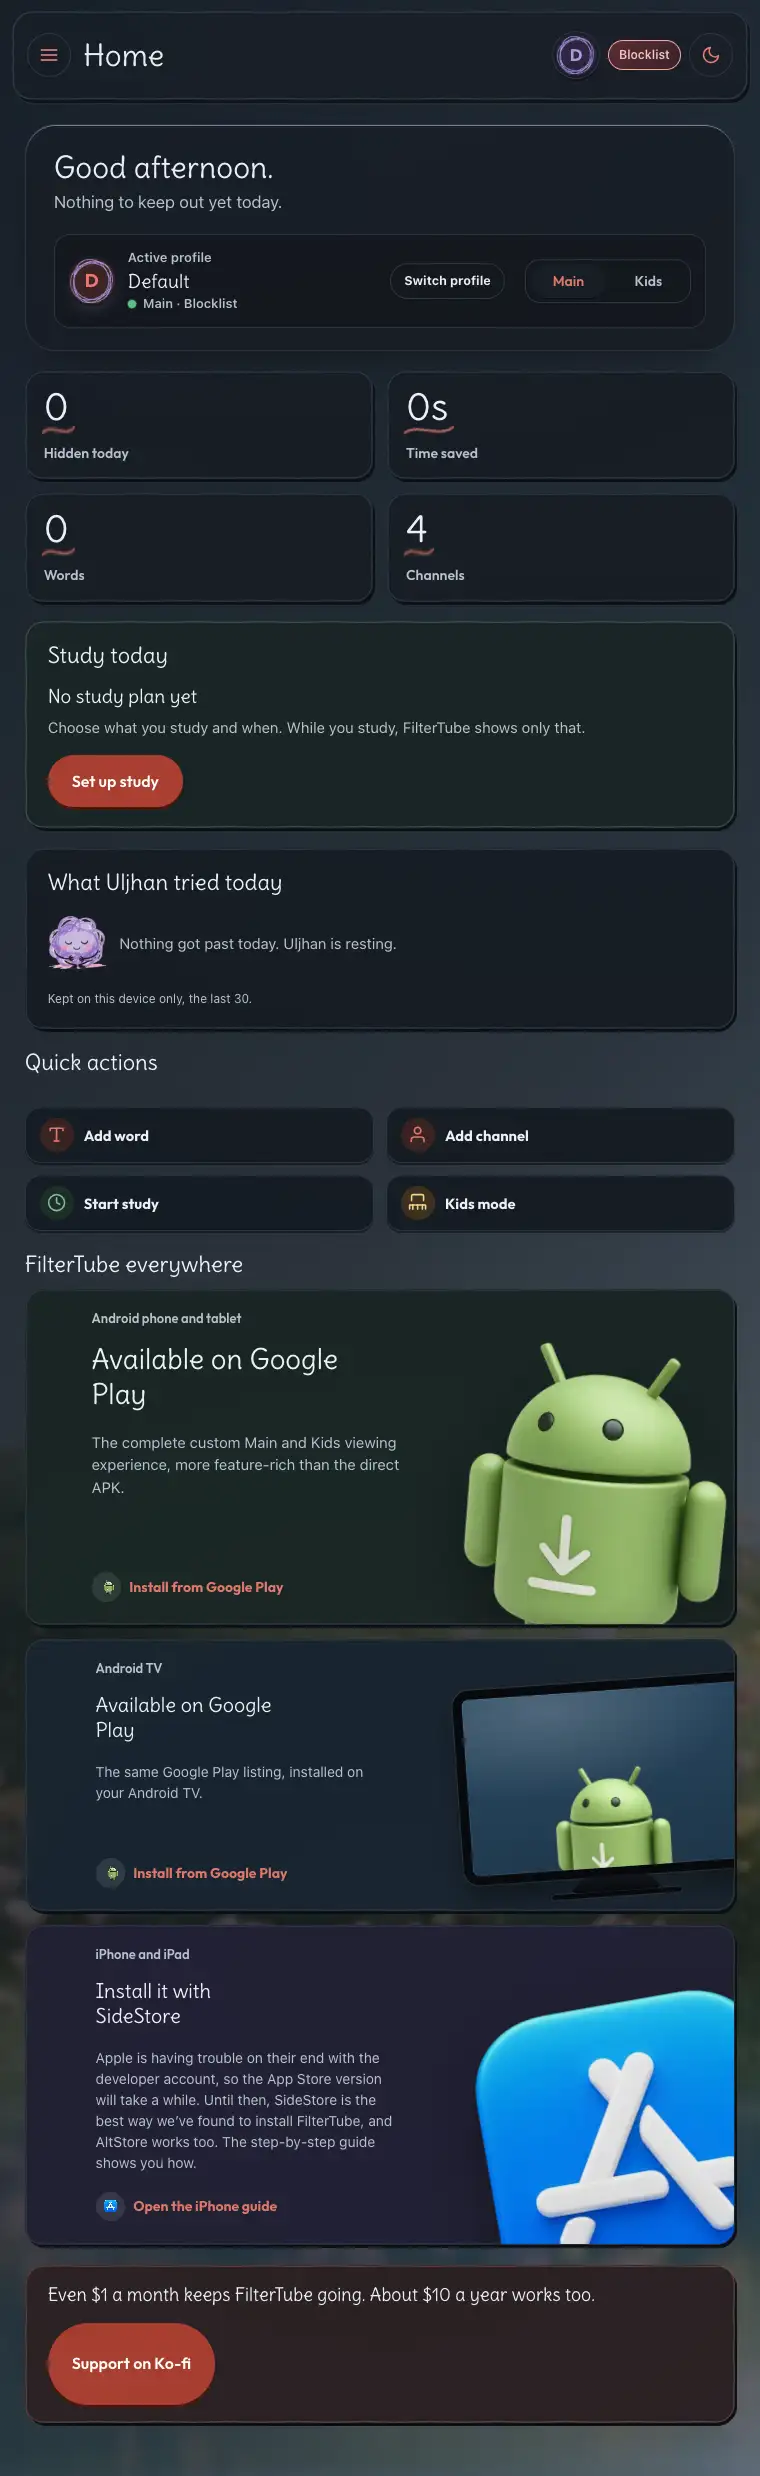 Home
D
Blocklist
Good afternoon.
Nothing to keep out yet today.
D
Active profile
Default
Main · Blocklist
Switch profile
Main
Kids
0
Hidden today
0s
Time saved
0
Words
4
Channels
Study today
No study plan yet
Choose what you study and when. While you study, FilterTube shows only that.
Set up study
What Uljhan tried today
Nothing got past today. Uljhan is resting.
Kept on this device only, the last 30.
Quick actions
Add word
Add channel
Start study
Kids mode
FilterTube everywhere
Android phone and tablet
Available on Google
Play
The complete custom Main and Kids viewing
experience, more feature-rich than the direct
APK.
Install from Google Play
Android TV
Available on Google
Play
The same Google Play listing, installed on
your Android TV.
Install from Google Play
iPhone and iPad
Install it with
SideStore
Apple is having trouble on their end with the
developer account, so the App Store version
will take a while. Until then, SideStore is the
best way we've found to install FilterTube, and
AltStore works too. The step-by-step guide
shows you how.
Open the iPhone guide
Even $1 a month keeps FilterTube going. About $10 a year works too.
Support on Ko-fi